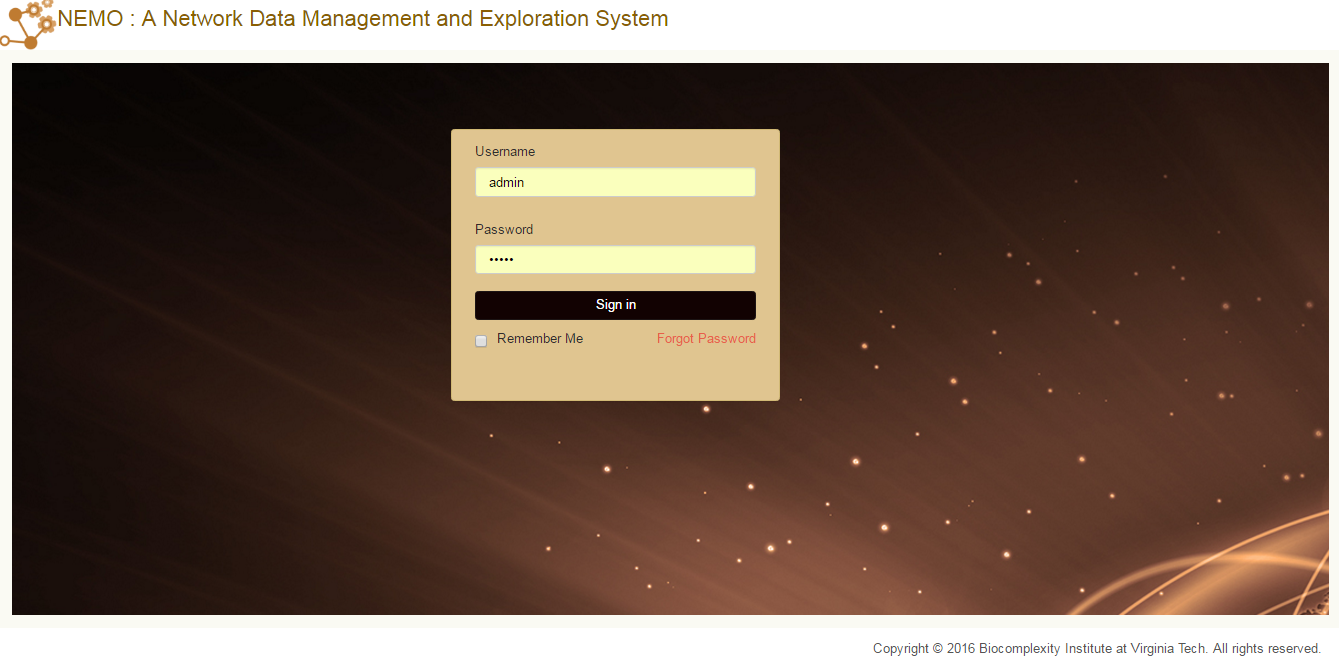 NEMO : A Network Data Management and Exploration System
Username
admin
Password
•••••
Sign in
Remember Me Forgot Password
Copyright © 2016 Biocomplexity Institute at Virginia Tech. All rights reserved.